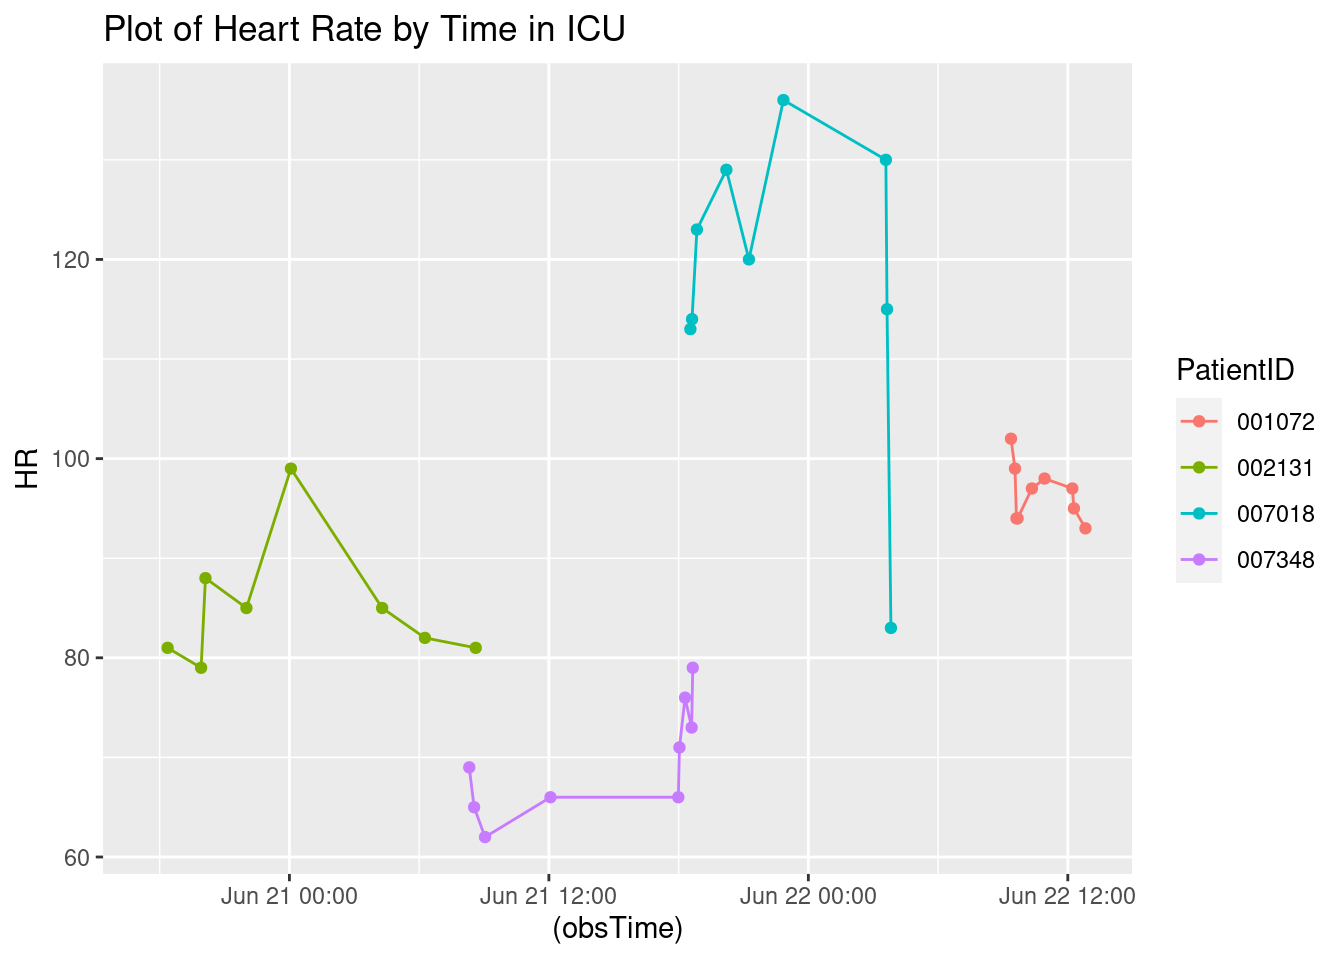 Plot of Heart Rate by Time in ICU
HR
120
100
80
60
Jun 21 00:00
Jun 21 12:00
Jun 22 00:00
Jun 22 12:00
(obsTime)
PatientID
001072
002131
007018
007348